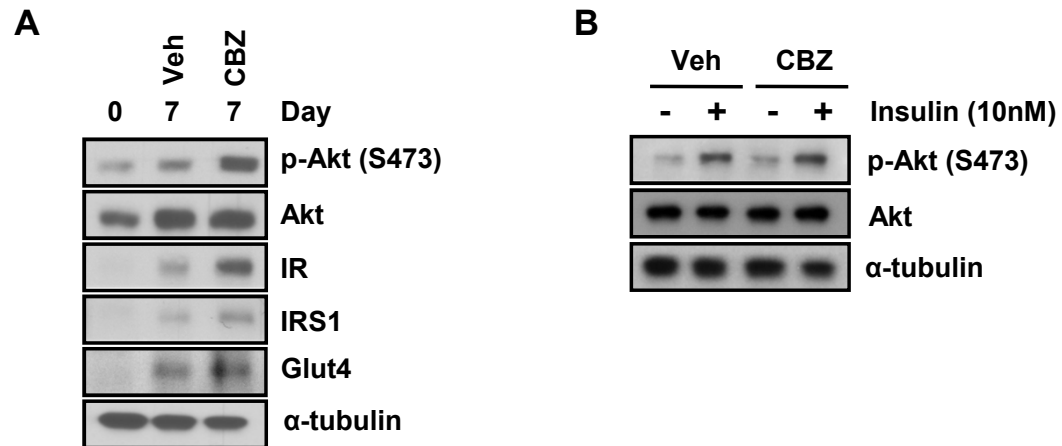 A
Veh
CBZ
0 7 7 Day
p-Akt (S473)
Akt
IR
IRS1
Glut4
α-tubulin
B
Veh CBZ
- + - + Insulin (10nM)
p-Akt (S473)
Akt
α-tubulin